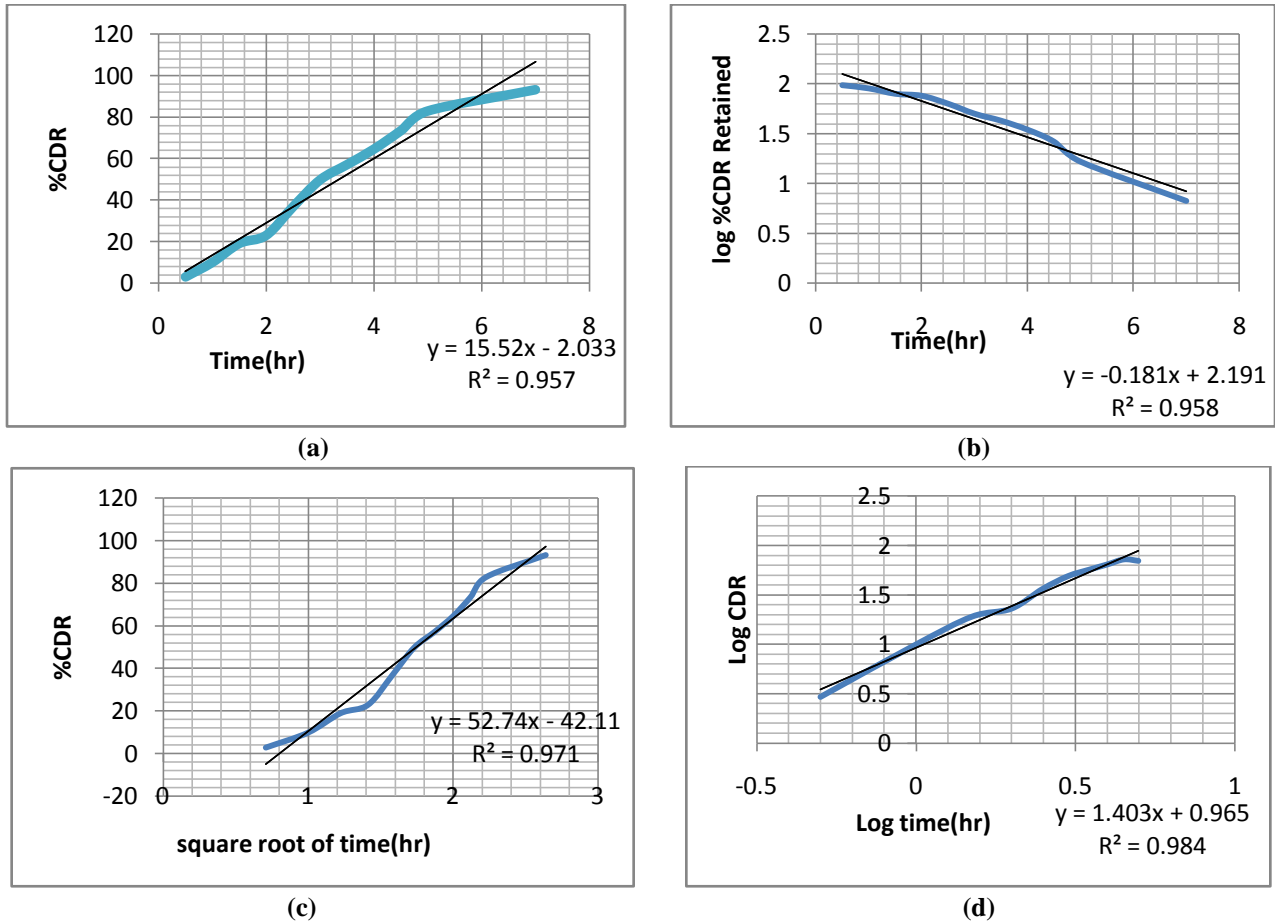 120
100
80
60
40
20
0
0 2 4 6 8
%CDR
Time(hr)
y = 15.52x - 2.033
R² = 0.957
(a)
2.5
2
1.5
1
0.5
0
0 2 4 6 8
log %CDR Retained
Time(hr)
y = -0.181x + 2.191
R² = 0.958
(b)
120
100
80
60
40
20
0
-20
0 1 2 3
%CDR
square root of time(hr)
y = 52.74x - 42.11
R² = 0.971
(c)
2.5
2
1.5
1
0.5
0
-0.5 0 0.5 1
Log CDR
Log time(hr)
y = 1.403x + 0.965
R² = 0.984
(d)